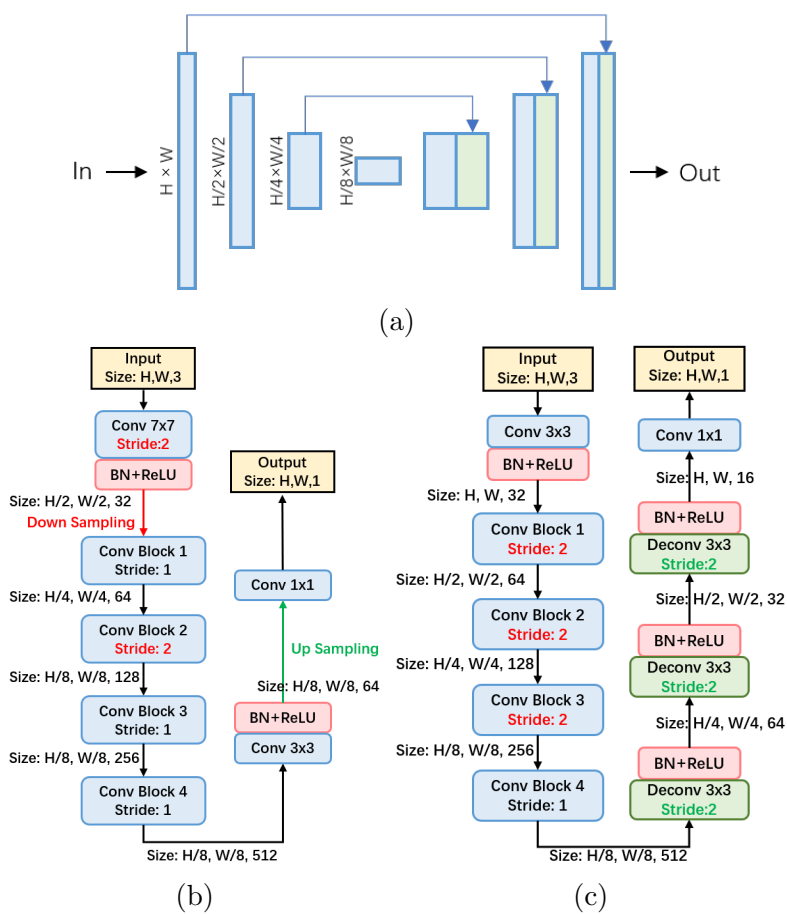 In
H × W
H/2×W/2
H/4×W/4
H/8×W/8
Out
(a)
Input
Size: H,W,3
Conv 7x7
Stride:2
BN+ReLU
Size: H/2, W/2, 32
Down Sampling
Conv Block 1
Stride: 1
Size: H/4, W/4, 64
Conv Block 2
Stride: 2
Size: H/8, W/8, 128
Conv Block 3
Stride: 1
Size: H/8, W/8, 256
Conv Block 4
Stride: 1
Size: H/8, W/8, 512
Conv 3x3
BN+ReLU
Size: H/8, W/8, 64
Up Sampling
Conv 1x1
Output
Size: H,W,1
(b)
Input
Size: H,W,3
Conv 3x3
BN+ReLU
Size: H, W, 32
Conv Block 1
Stride: 2
Size: H/2, W/2, 64
Conv Block 2
Stride: 2
Size: H/4, W/4, 128
Conv Block 3
Stride: 2
Size: H/8, W/8, 256
Conv Block 4
Stride: 1
Size: H/8, W/8, 512
Deconv 3x3
Stride:2
BN+ReLU
Size: H/4, W/4, 64
Deconv 3x3
Stride:2
BN+ReLU
Size: H/2, W/2, 32
Deconv 3x3
Stride:2
BN+ReLU
Size: H, W, 16
Conv 1x1
Output
Size: H,W,1
(c)